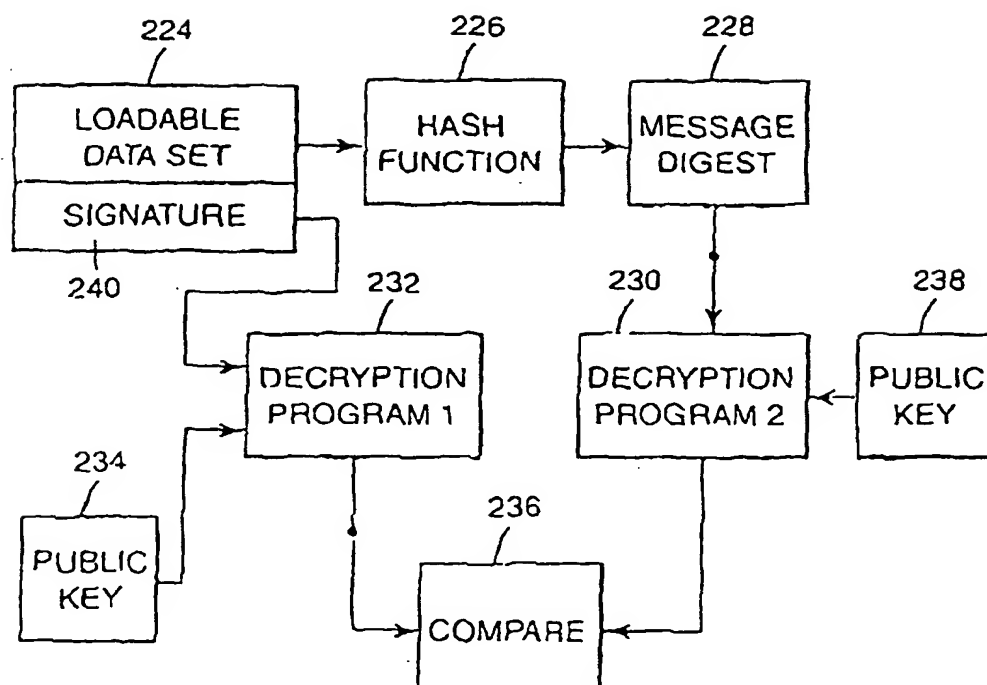 224
226
228
LOADABLE
DATA SET
HASH
FUNCTION
MESSAGE
DIGEST
SIGNATURE
240
232
230
238
DECRYPTION
PROGRAM 1
DECRYPTION
PROGRAM 2
PUBLIC
KEY
234
236
PUBLIC
KEY
COMPARE